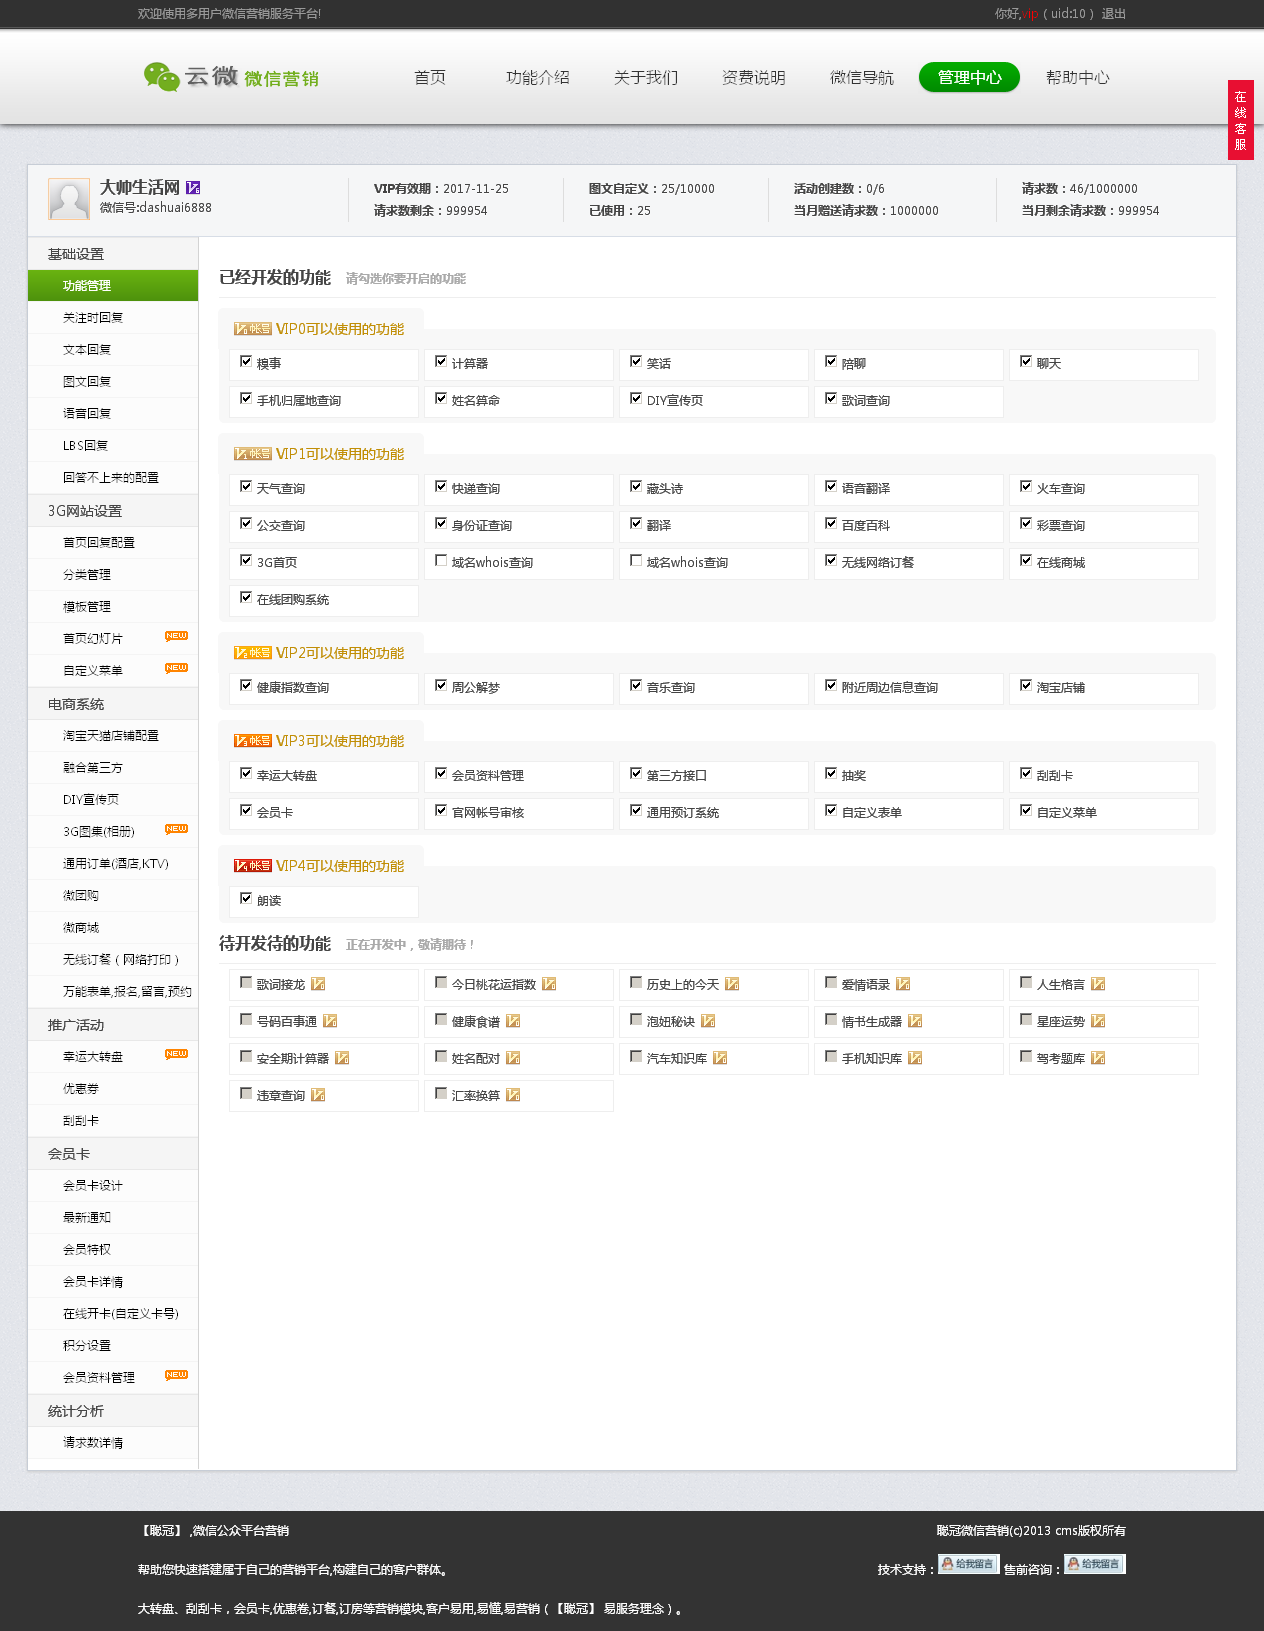 欢迎使用多用户微信营销服务平台!
你好,vip（uid:10） 退出
云微 微信营销
首页 功能介绍 关于我们 资费说明 微信导航 管理中心 帮助中心
在线客服
大帅生活网
微信号:dashuai6888
VIP有效期：2017-11-25
请求数剩余：999954
图文自定义：25/10000
已使用：25
活动创建数：0/6
当月赠送请求数：1000000
请求数：46/1000000
当月剩余请求数：999954
基础设置
功能管理
关注时回复
文本回复
图文回复
语音回复
LBS回复
回答不上来的配置
3G网站设置
首页回复配置
分类管理
模板管理
首页幻灯片 NEW
自定义菜单 NEW
电商系统
淘宝天猫店铺配置
融合第三方
DIY宣传页
3G图集(相册) NEW
通用订单(酒店,KTV)
微团购
微商城
无线订餐（网络打印）
万能表单,报名,留言,预约
推广活动
幸运大转盘 NEW
优惠券
刮刮卡
会员卡
会员卡设计
最新通知
会员特权
会员卡详情
在线开卡(自定义卡号)
积分设置
会员资料管理 NEW
统计分析
请求数详情
已经开发的功能 请勾选你要开启的功能
帐号 VIP0可以使用的功能
糗事 计算器 笑话 陪聊 聊天
手机归属地查询 姓名算命 DIY宣传页 歌词查询
帐号 VIP1可以使用的功能
天气查询 快递查询 藏头诗 语音翻译 火车查询
公交查询 身份证查询 翻译 百度百科 彩票查询
3G首页 域名whois查询 域名whois查询 无线网络订餐 在线商城
在线团购系统
帐号 VIP2可以使用的功能
健康指数查询 周公解梦 音乐查询 附近周边信息查询 淘宝店铺
帐号 VIP3可以使用的功能
幸运大转盘 会员资料管理 第三方接口 抽奖 刮刮卡
会员卡 官网帐号审核 通用预订系统 自定义表单 自定义菜单
帐号 VIP4可以使用的功能
朗读
待开发待的功能 正在开发中，敬请期待！
歌词接龙 今日桃花运指数 历史上的今天 爱情语录 人生格言
号码百事通 健康食谱 泡妞秘诀 情书生成器 星座运势
安全期计算器 姓名配对 汽车知识库 手机知识库 驾考题库
违章查询 汇率换算
【聪冠】,微信公众平台营销
帮助您快速搭建属于自己的营销平台,构建自己的客户群体。
大转盘、刮刮卡，会员卡,优惠卷,订餐,订房等营销模块,客户易用,易懂,易营销（【聪冠】 易服务理念）。
聪冠微信营销(c)2013 cms版权所有
技术支持：给我留言 售前咨询：给我留言